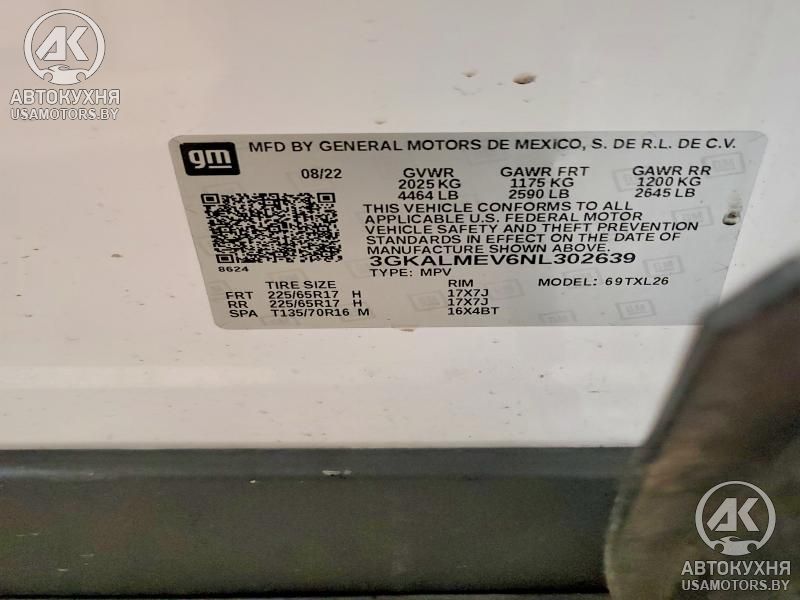 AK
АВТОКУХНЯ
USAMOTORS.BY
gm MFD BY GENERAL MOTORS DE MEXICO, S. DE R.L. DE C.V.
08/22 GVWR GAWR FRT GAWR RR
2025 KG 1175 KG 1200 KG
4464 LB 2590 LB 2645 LB
THIS VEHICLE CONFORMS TO ALL
APPLICABLE U.S. FEDERAL MOTOR
VEHICLE SAFETY AND THEFT PREVENTION
STANDARDS IN EFFECT ON THE DATE OF
MANUFACTURE SHOWN ABOVE.
8624 3GKALMEV6NL302639
TYPE: MPV MODEL: 69TXL26
TIRE SIZE RIM
FRT 225/65R17 H 17X7J
RR 225/65R17 H 17X7J
SPA T135/70R16 M 16X4BT
AK
АВТОКУХНЯ
USAMOTORS.BY